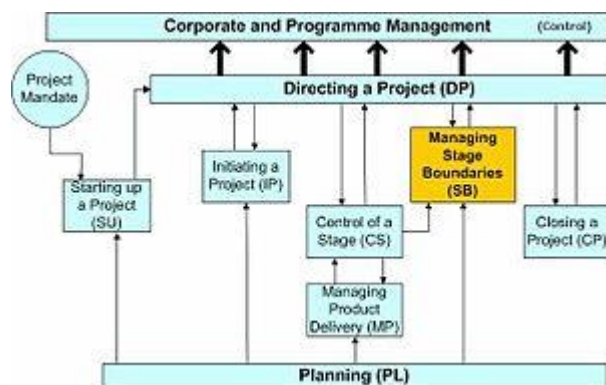 Corporate and Programme Management (Control)
Project
Mandate
Directing a Project (DP)
Starting up
a Project
(SU)
Initiating a
Project (IP)
Managing
Stage
Boundaries
(SB)
Control of a
Stage (CS)
Closing a
Project (CP)
Managing
Product
Delivery (MP)
Planning (PL)